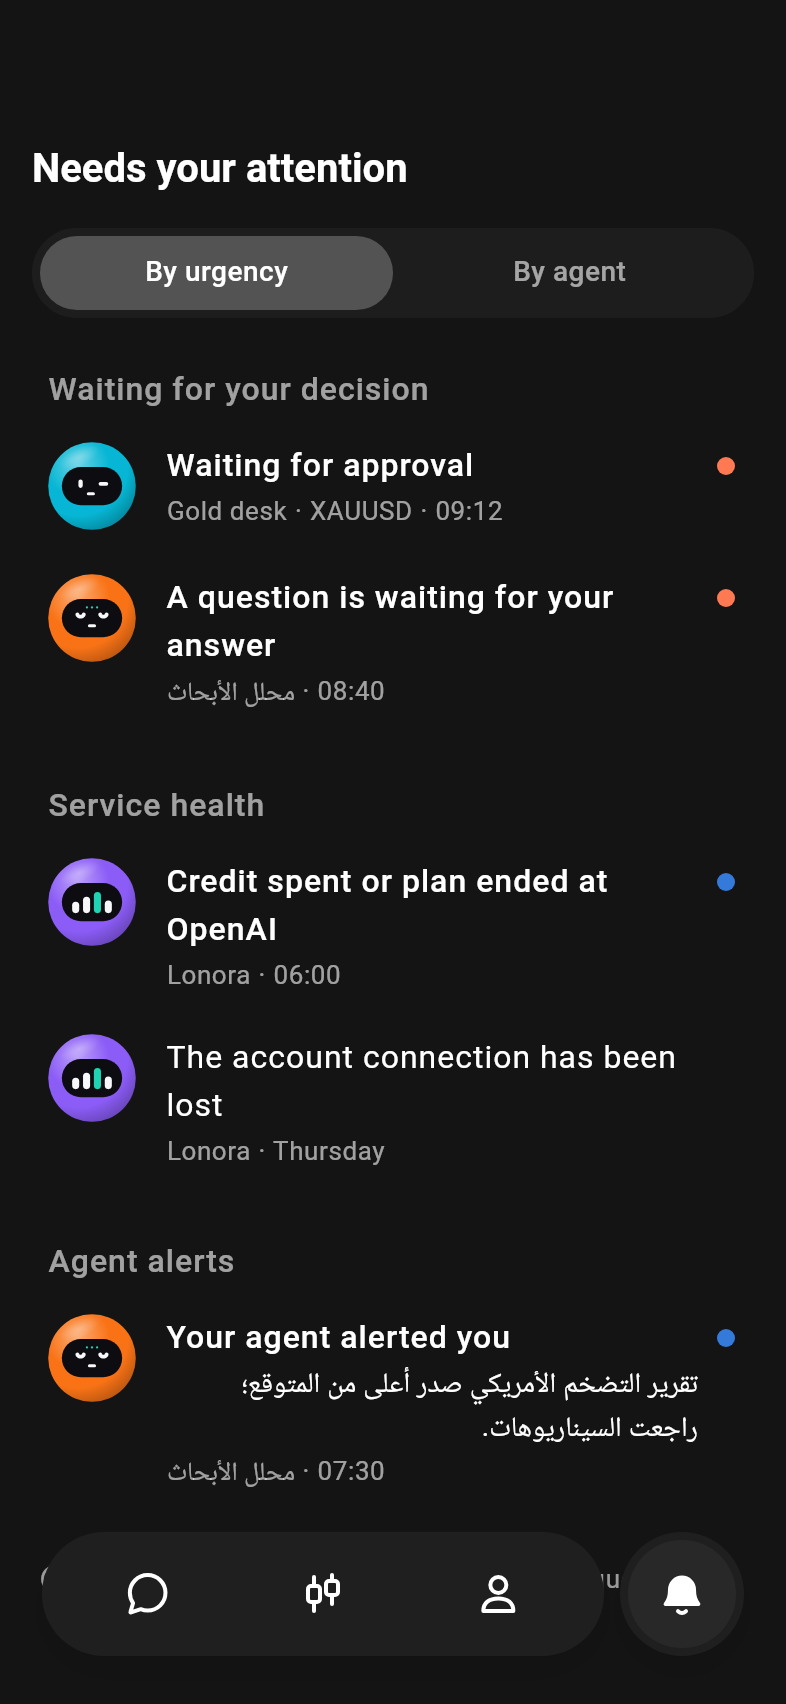 Needs your attention
By urgency
By agent
Waiting for your decision
Waiting for approval
Gold desk · XAUUSD · 09:12
A question is waiting for your
answer
محلل الأبحاث · 08:40
Service health
Credit spent or plan ended at
OpenAI
Lonora · 06:00
The account connection has been
lost
Lonora · Thursday
Agent alerts
Your agent alerted you
تقرير التضخم الأمريكي صدر أعلى من المتوقع؛
راجعت السيناريوهات.
محلل الأبحاث · 07:30